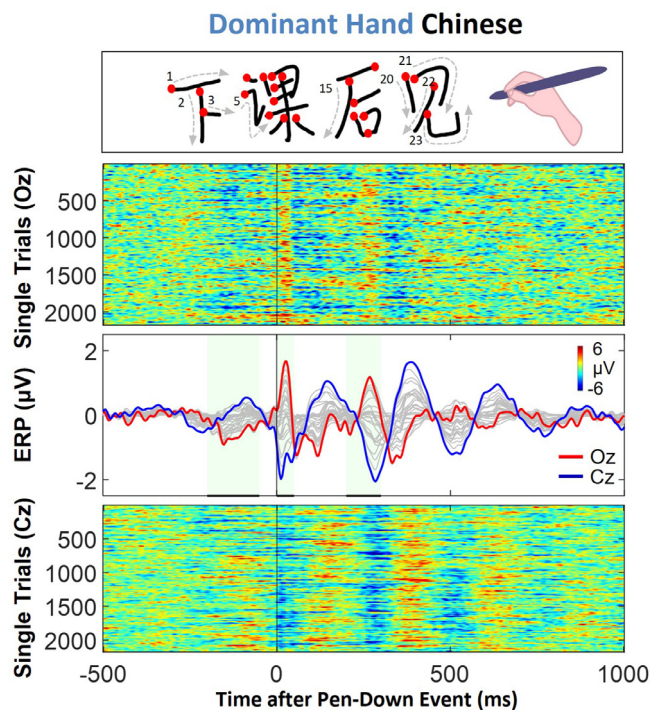 Dominant Hand Chinese
1 2 3 5 15 20 21 22 23
下课后见
Single Trials (Oz)
500
1000
1500
2000
ERP (μV)
2
0
-2
6
μV
-6
Oz
Cz
Single Trials (Cz)
500
1000
1500
2000
-500 0 500 1000
Time after Pen-Down Event (ms)